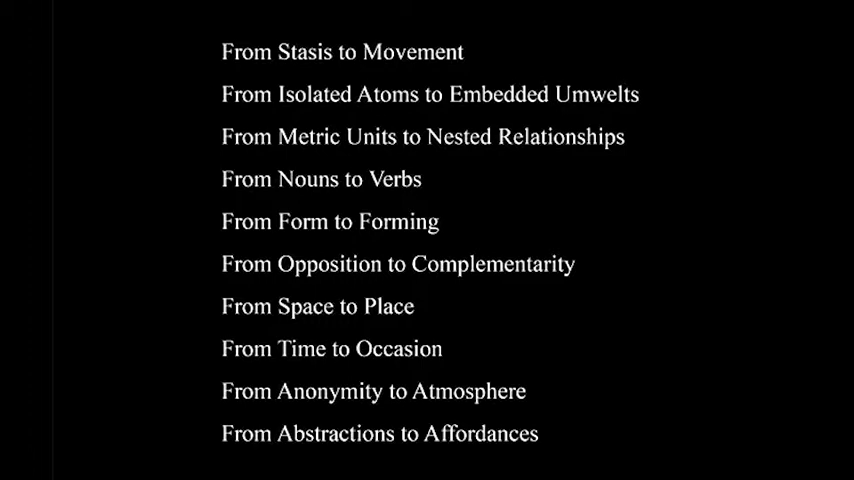 From Stasis to Movement
From Isolated Atoms to Embedded Umwelts
From Metric Units to Nested Relationships
From Nouns to Verbs
From Form to Forming
From Opposition to Complementarity
From Space to Place
From Time to Occasion
From Anonymity to Atmosphere
From Abstractions to Affordances